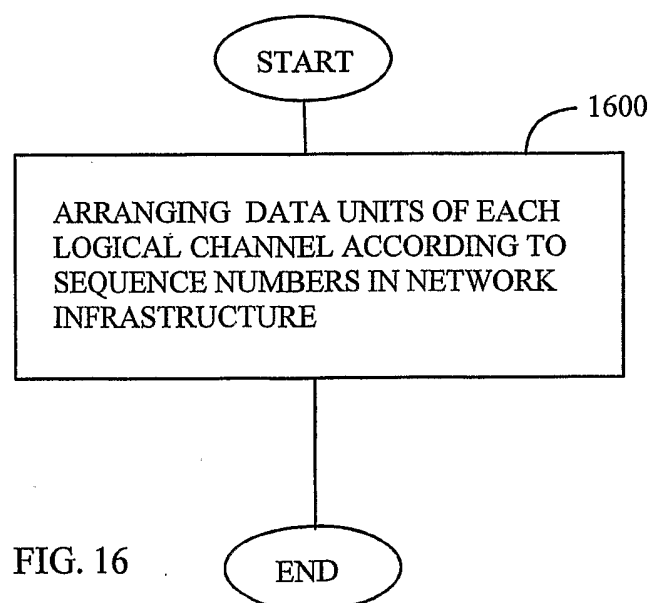 START
1600
ARRANGING DATA UNITS OF EACH
LOGICAL CHANNEL ACCORDING TO
SEQUENCE NUMBERS IN NETWORK
INFRASTRUCTURE
FIG. 16
END